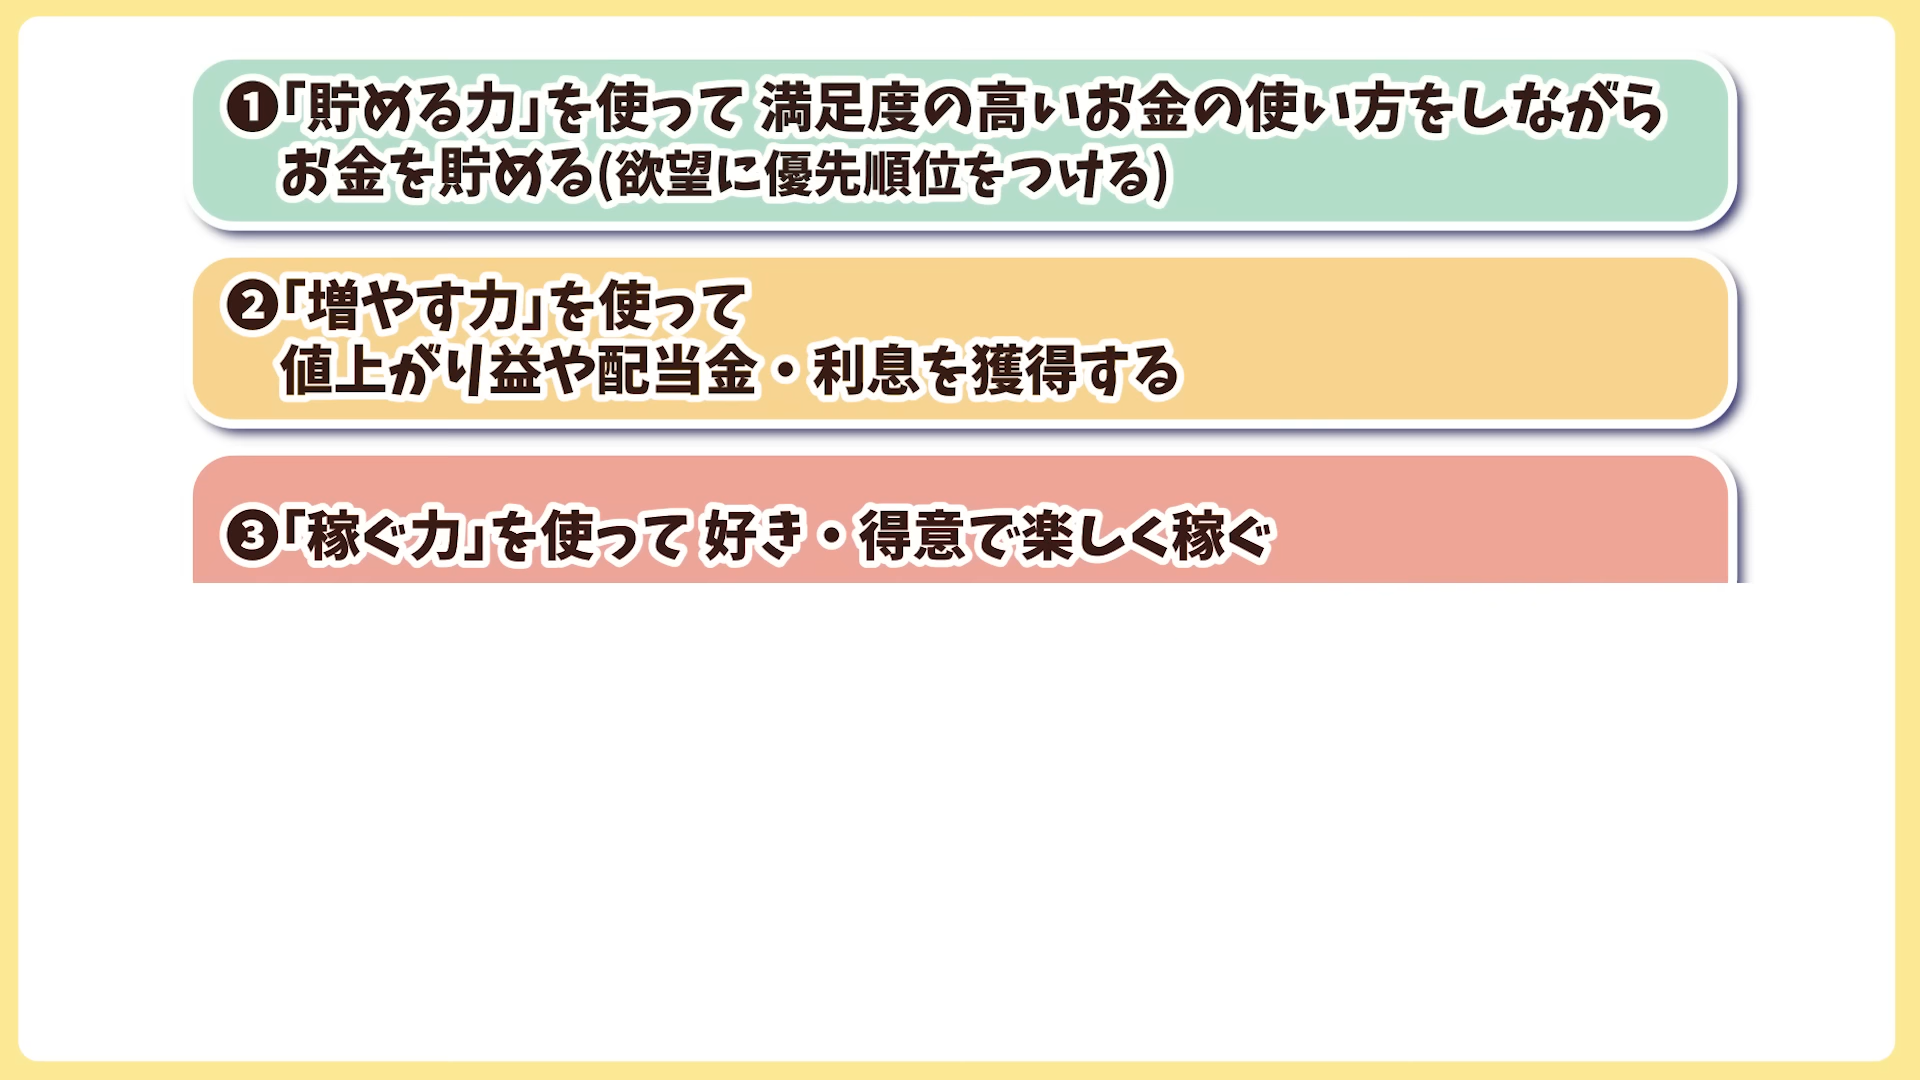 ❶「貯める力」を使って 満足度の高いお金の使い方をしながら
お金を貯める(欲望に優先順位をつける)
❷「増やす力」を使って
値上がり益や配当金・利息を獲得する
❸「稼ぐ力」を使って 好き・得意で楽しく稼ぐ